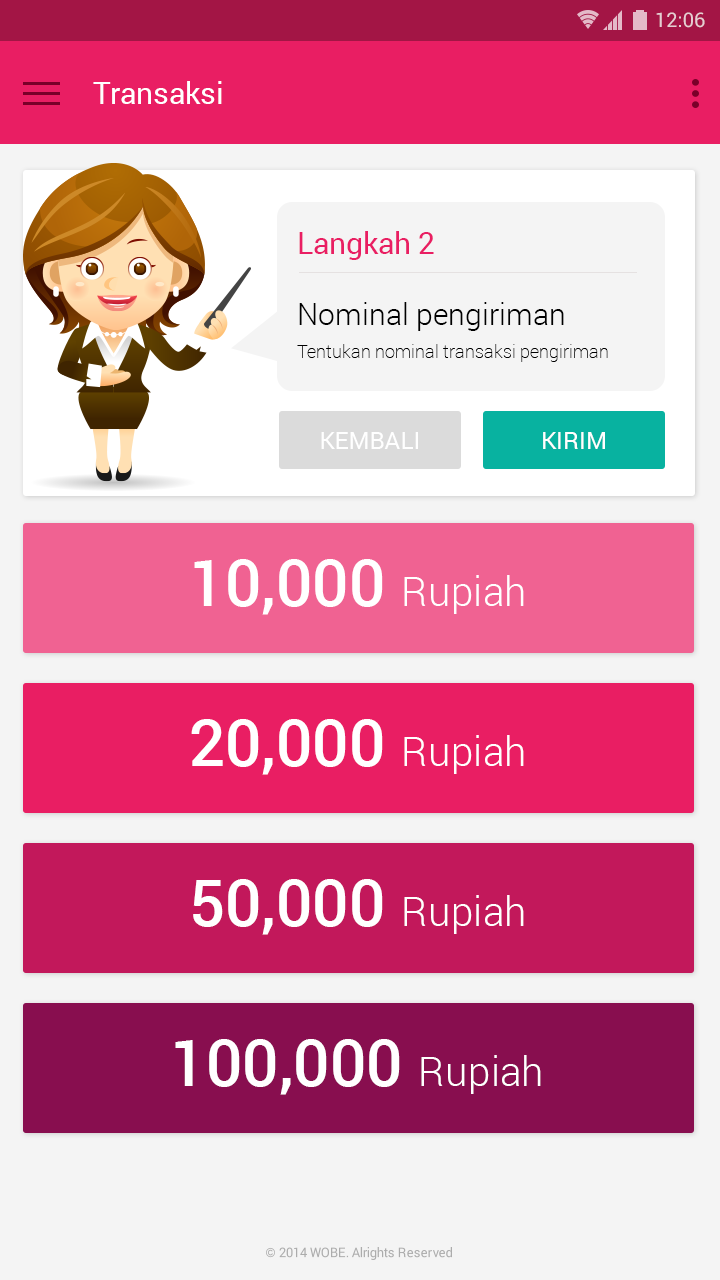 12:06
Transaksi
Langkah 2
Nominal pengiriman
Tentukan nominal transaksi pengiriman
KEMBALI
KIRIM
10,000 Rupiah
20,000 Rupiah
50,000 Rupiah
100,000 Rupiah
© 2014 WOBE. Alrights Reserved